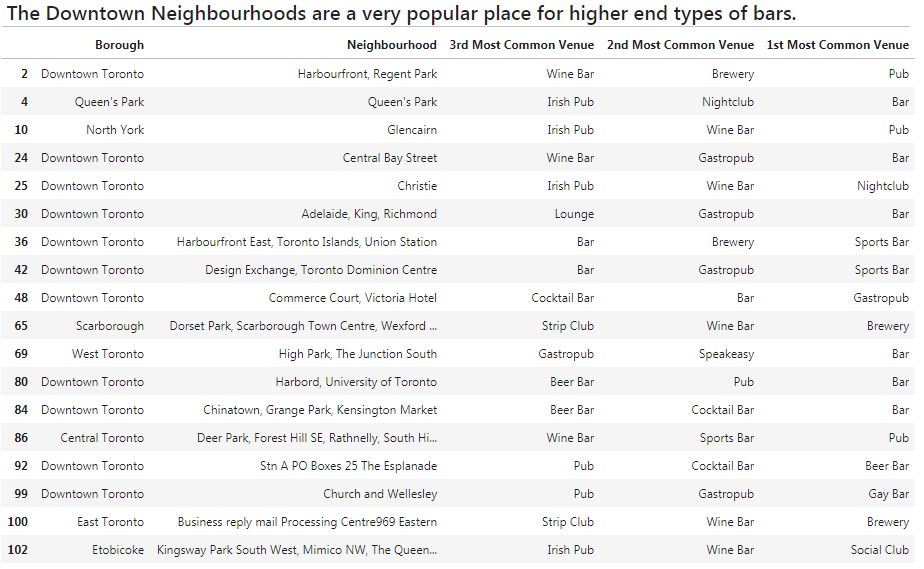 The Downtown Neighbourhoods are a very popular place for higher end types of bars.
Borough Neighbourhood 3rd Most Common Venue 2nd Most Common Venue 1st Most Common Venue
2 Downtown Toronto Harbourfront, Regent Park Wine Bar Brewery Pub
4 Queen's Park Queen's Park Irish Pub Nightclub Bar
10 North York Glencairn Irish Pub Wine Bar Pub
24 Downtown Toronto Central Bay Street Wine Bar Gastropub Bar
25 Downtown Toronto Christie Irish Pub Wine Bar Nightclub
30 Downtown Toronto Adelaide, King, Richmond Lounge Gastropub Bar
36 Downtown Toronto Harbourfront East, Toronto Islands, Union Station Bar Brewery Sports Bar
42 Downtown Toronto Design Exchange, Toronto Dominion Centre Bar Gastropub Sports Bar
48 Downtown Toronto Commerce Court, Victoria Hotel Cocktail Bar Bar Gastropub
65 Scarborough Dorset Park, Scarborough Town Centre, Wexford ... Strip Club Wine Bar Brewery
69 West Toronto High Park, The Junction South Gastropub Speakeasy Bar
80 Downtown Toronto Harbord, University of Toronto Beer Bar Pub Bar
84 Downtown Toronto Chinatown, Grange Park, Kensington Market Beer Bar Cocktail Bar Bar
86 Central Toronto Deer Park, Forest Hill SE, Rathnelly, South Hi... Wine Bar Sports Bar Pub
92 Downtown Toronto Stn A PO Boxes 25 The Esplanade Pub Cocktail Bar Beer Bar
99 Downtown Toronto Church and Wellesley Pub Gastropub Gay Bar
100 East Toronto Business reply mail Processing Centre969 Eastern Strip Club Wine Bar Brewery
102 Etobicoke Kingsway Park South West, Mimico NW, The Queen... Irish Pub Wine Bar Social Club